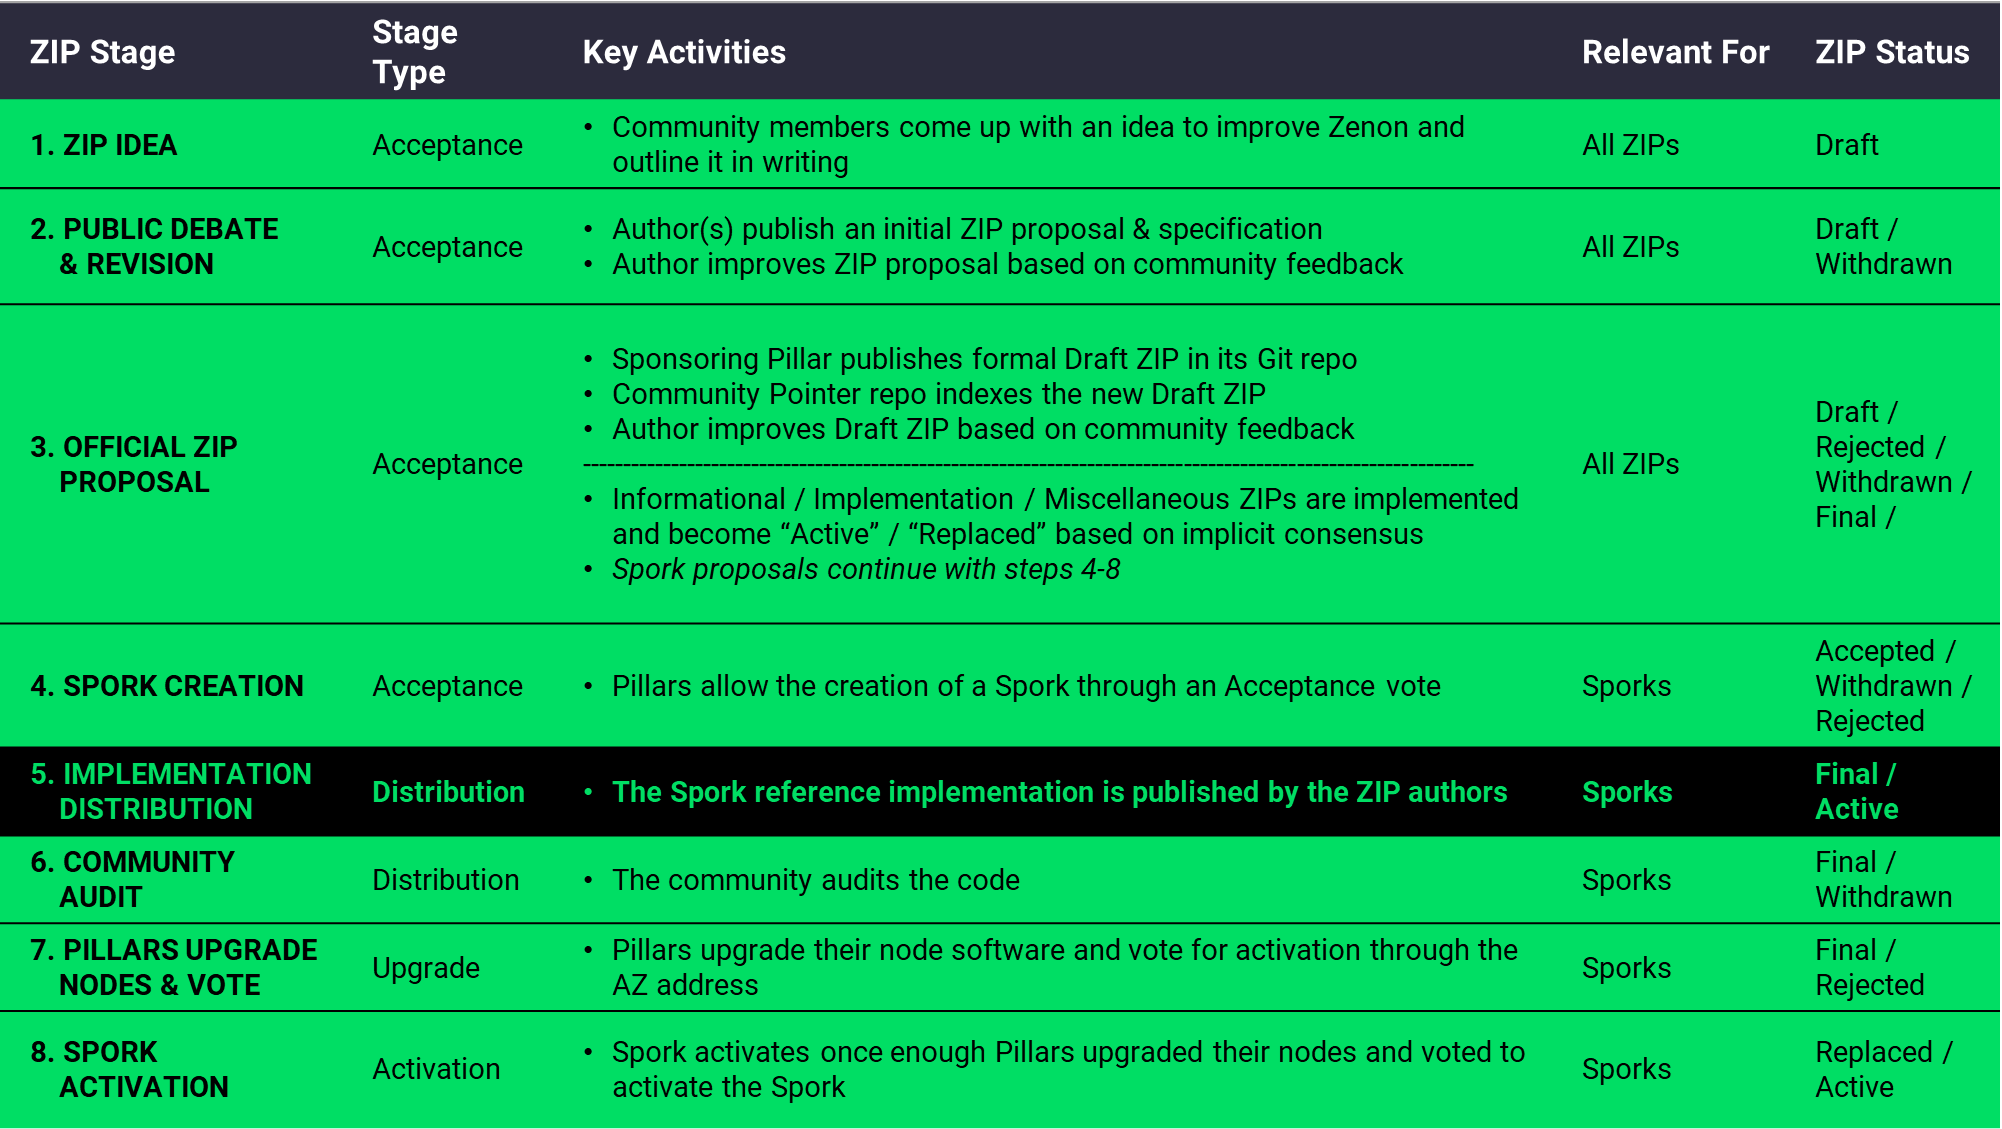 ZIP Stage
Stage
Type
Key Activities
Relevant For
ZIP Status
1. ZIP IDEA
Acceptance
• Community members come up with an idea to improve Zenon and
outline it in writing
All ZIPs
Draft
2. PUBLIC DEBATE
& REVISION
Acceptance
• Author(s) publish an initial ZIP proposal & specification
• Author improves ZIP proposal based on community feedback
All ZIPs
Draft /
Withdrawn
3. OFFICIAL ZIP
PROPOSAL
Acceptance
• Sponsoring Pillar publishes formal Draft ZIP in its Git repo
• Community Pointer repo indexes the new Draft ZIP
• Author improves Draft ZIP based on community feedback
---------------------------------------------------------------------------------------------------------------
• Informational / Implementation / Miscellaneous ZIPs are implemented
and become “Active” / “Replaced” based on implicit consensus
• Spork proposals continue with steps 4-8
All ZIPs
Draft /
Rejected /
Withdrawn /
Final /
4. SPORK CREATION
Acceptance
• Pillars allow the creation of a Spork through an Acceptance vote
Sporks
Accepted /
Withdrawn /
Rejected
5. IMPLEMENTATION
DISTRIBUTION
Distribution
• The Spork reference implementation is published by the ZIP authors
Sporks
Final /
Active
6. COMMUNITY
AUDIT
Distribution
• The community audits the code
Sporks
Final /
Withdrawn
7. PILLARS UPGRADE
NODES & VOTE
Upgrade
• Pillars upgrade their node software and vote for activation through the
AZ address
Sporks
Final /
Rejected
8. SPORK
ACTIVATION
Activation
• Spork activates once enough Pillars upgraded their nodes and voted to
activate the Spork
Sporks
Replaced /
Active